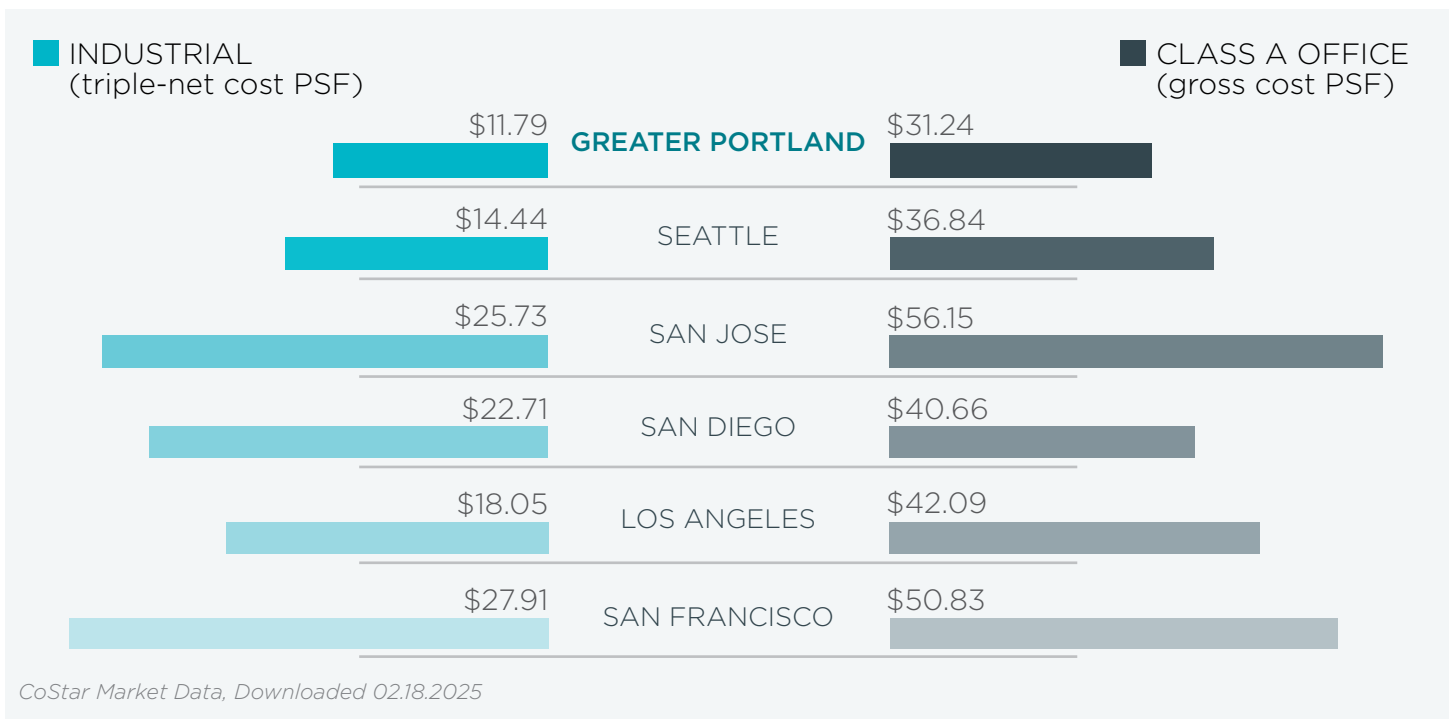 INDUSTRIAL
(triple-net cost PSF)
CLASS A OFFICE
(gross cost PSF)
$11.79 GREATER PORTLAND $31.24
$14.44 SEATTLE $36.84
$25.73 SAN JOSE $56.15
$22.71 SAN DIEGO $40.66
$18.05 LOS ANGELES $42.09
$27.91 SAN FRANCISCO $50.83
CoStar Market Data, Downloaded 02.18.2025